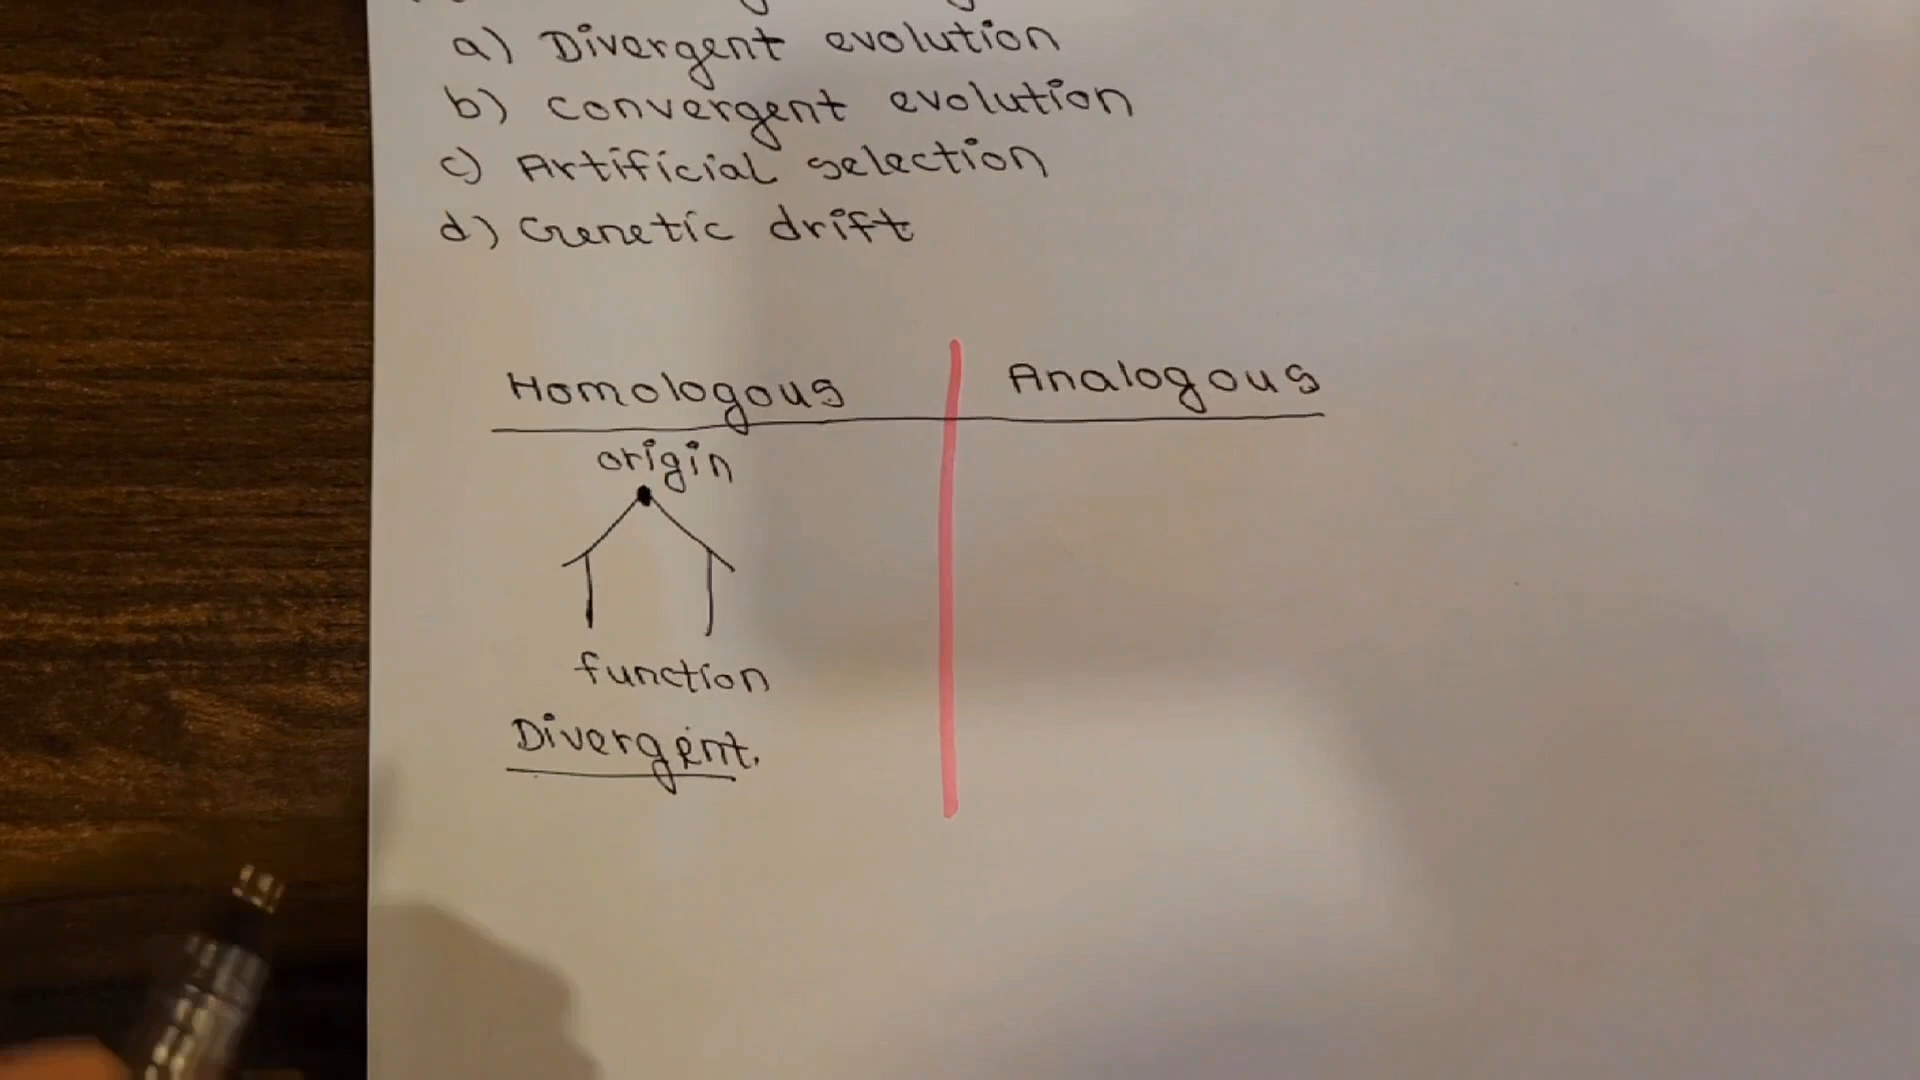 a) Divergent evolution
b) convergent evolution
c) Artificial selection
d) Genetic drift
Homologous
Analogous
origin
function
Divergent.